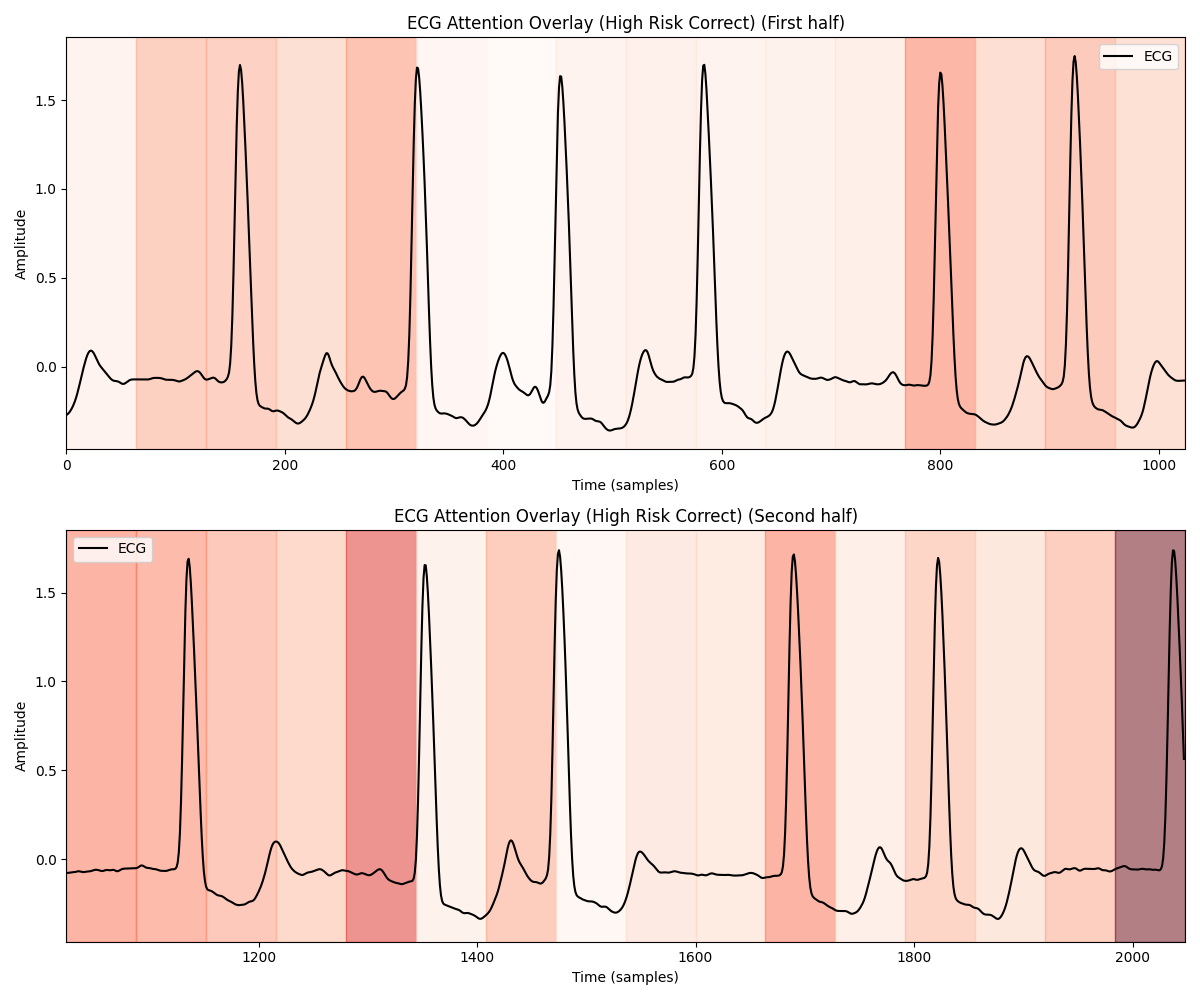 ECG Attention Overlay (High Risk Correct) (First half)
ECG
1.5
1.0
0.5
0.0
Amplitude
0 200 400 600 800 1000
Time (samples)
ECG Attention Overlay (High Risk Correct) (Second half)
ECG
1.5
1.0
0.5
0.0
Amplitude
1200 1400 1600 1800 2000
Time (samples)